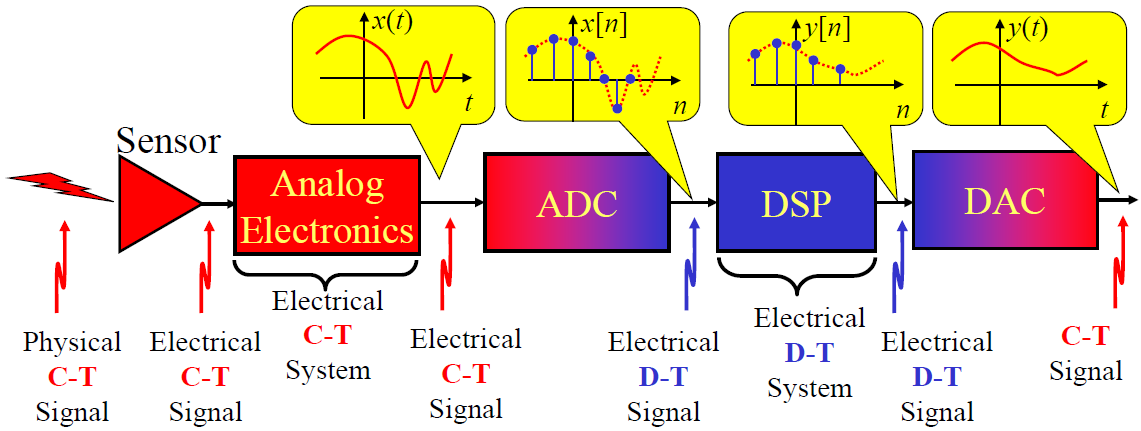 x(t)
t
x[n]
n
y[n]
n
y(t)
t
Sensor
Analog
Electronics
ADC
DSP
DAC
Physical
C-T
Signal
Electrical
C-T
Signal
Electrical
C-T
System
Electrical
C-T
Signal
Electrical
D-T
Signal
Electrical
D-T
System
Electrical
D-T
Signal
C-T
Signal